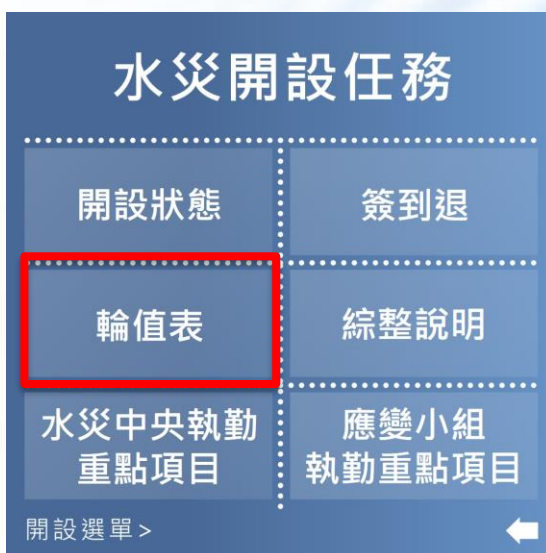 水災開設任務
開設狀態
簽到退
輪值表
綜整說明
水災中央執勤
重點項目
應變小組
執勤重點項目
開設選單>